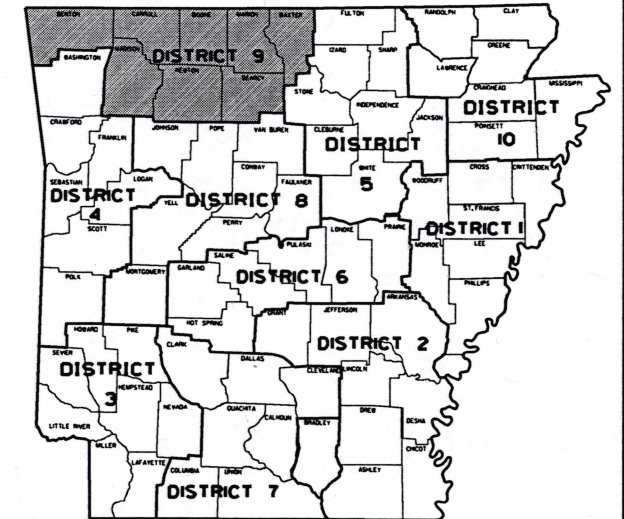 BENTON CARROLL BOONE MARION BAXTER FULTON RANDOLPH CLAY
WASHINGTON MADISON DISTRICT 9 IZARD SHARP GREENE
NEWTON SEARCY LAWRENCE
STONE CRAIGHEAD MISSISSIPPI
INDEPENDENCE DISTRICT
CRAWFORD JOHNSON POPE VAN BUREN CLEBURNE JACKSON POINSETT 10
FRANKLIN DISTRICT
CONWAY WHITE CROSS CRITTENDEN
SEBASTIAN LOGAN FAULKNER 5 WOODRUFF
DISTRICT YELL DISTRICT 8 ST. FRANCIS
4 PERRY LONOKE PRAIRIE DISTRICT 1
SCOTT PULASKI MONROE LEE
SALINE
POLK MONTGOMERY GARLAND DISTRICT 6 PHILLIPS
ARKANSAS
HOT SPRING GRANT JEFFERSON
HOWARD PIKE CLARK DISTRICT 2
SEVIER DALLAS
DISTRICT CLEVELAND LINCOLN
3 HEMPSTEAD
NEVADA OUACHITA CALHOUN DREW DESHA
LITTLE RIVER BRADLEY
MILLER CHICOT
LAFAYETTE COLUMBIA UNION ASHLEY
DISTRICT 7